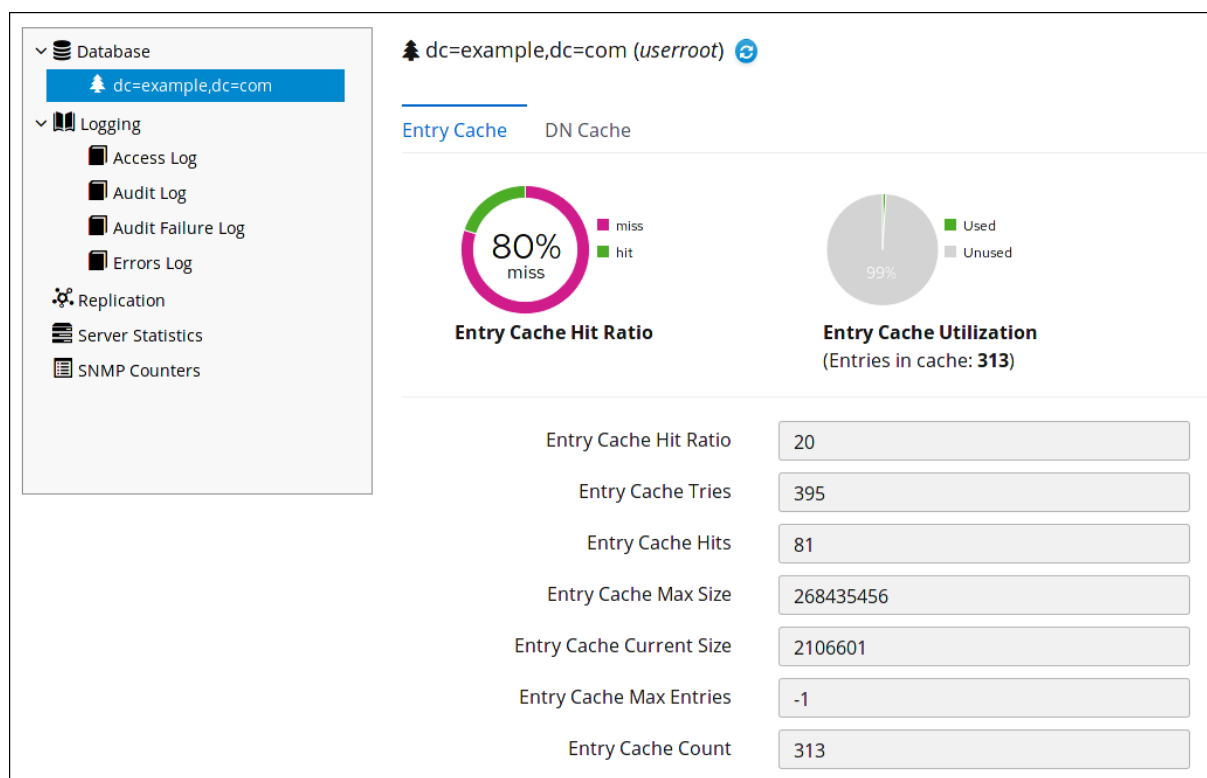 Database
dc=example,dc=com
Logging
Access Log
Audit Log
Audit Failure Log
Errors Log
Replication
Server Statistics
SNMP Counters
dc=example,dc=com (userroot)
Entry Cache DN Cache
80%
miss
miss
hit
Entry Cache Hit Ratio
99%
Used
Unused
Entry Cache Utilization
(Entries in cache: 313)
Entry Cache Hit Ratio 20
Entry Cache Tries 395
Entry Cache Hits 81
Entry Cache Max Size 268435456
Entry Cache Current Size 2106601
Entry Cache Max Entries -1
Entry Cache Count 313